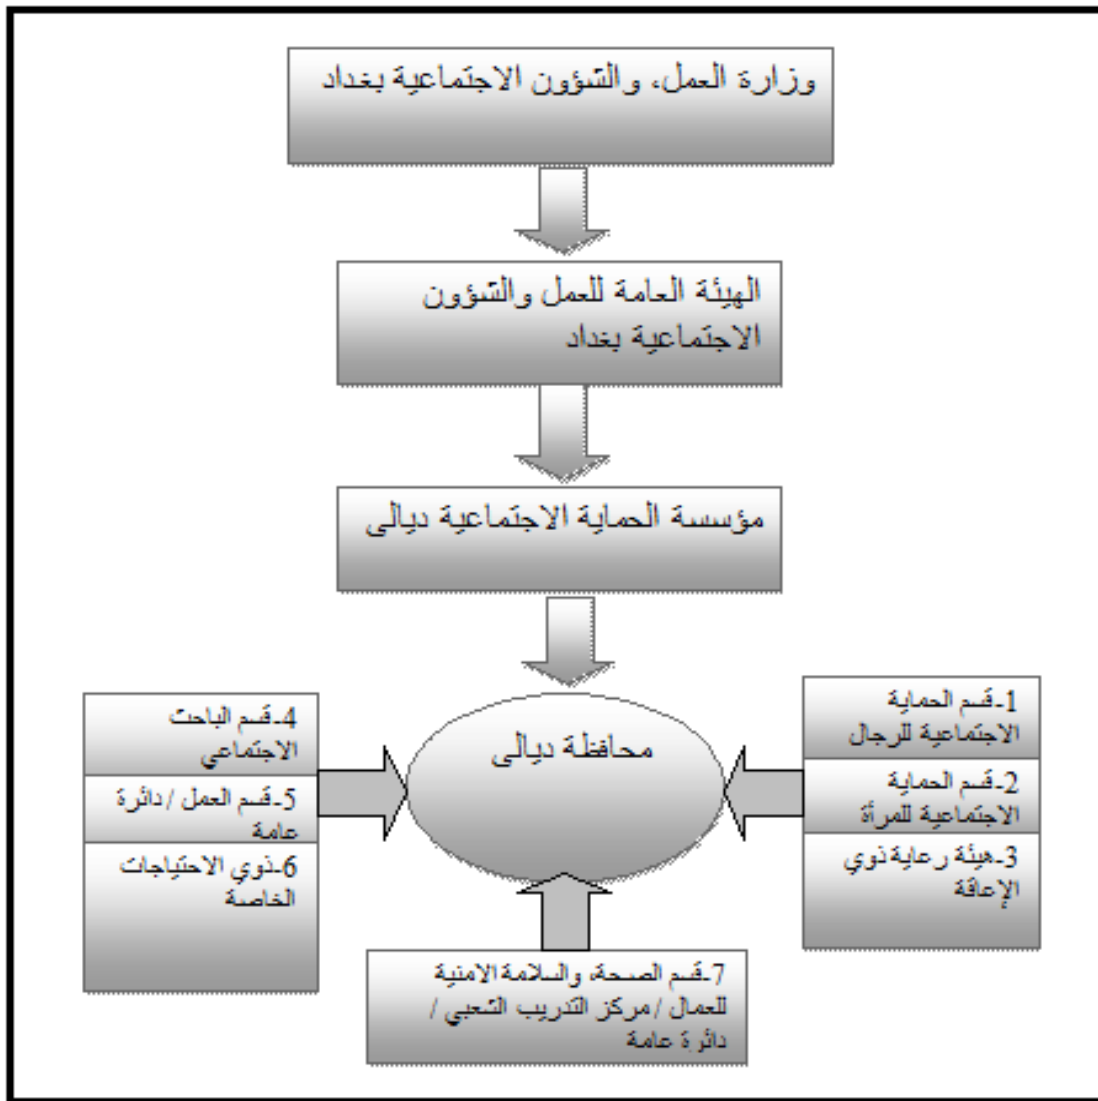 وزارة العمل، والشؤون الاجتماعية بغداد
الهيئة العامة للعمل والشؤون
الاجتماعية بغداد
مؤسسة الحماية الاجتماعية ديالى
محافظة ديالى
1-قسم الحماية
الاجتماعية للرجال
2-قسم الحماية
الاجتماعية للمرأة
3-هيئة رعاية ذوي
الإعاقة
4-قسم الباحث
الاجتماعي
5-قسم العمل / دائرة
عامة
6-ذوي الاحتياجات
الخاصة
7-قسم الصحة، والسلامة الامنية
للعمال / مركز التدريب الشعبي /
دائرة عامة